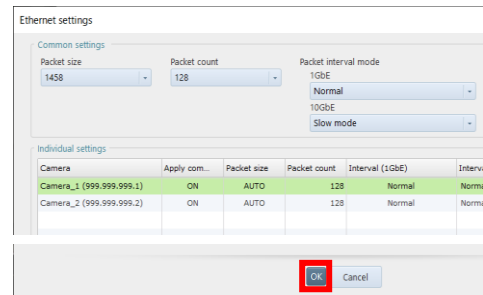 Ethernet settings
Common settings
Packet size Packet count Packet interval mode
1458 128 1GbE
Normal
10GbE
Slow mode
Individual settings
Camera Apply com... Packet size Packet count Interval (1GbE) Interva
Camera_1 (999.999.999.1) ON AUTO 128 Normal Norma
Camera_2 (999.999.999.2) ON AUTO 128 Normal Norma
OK Cancel